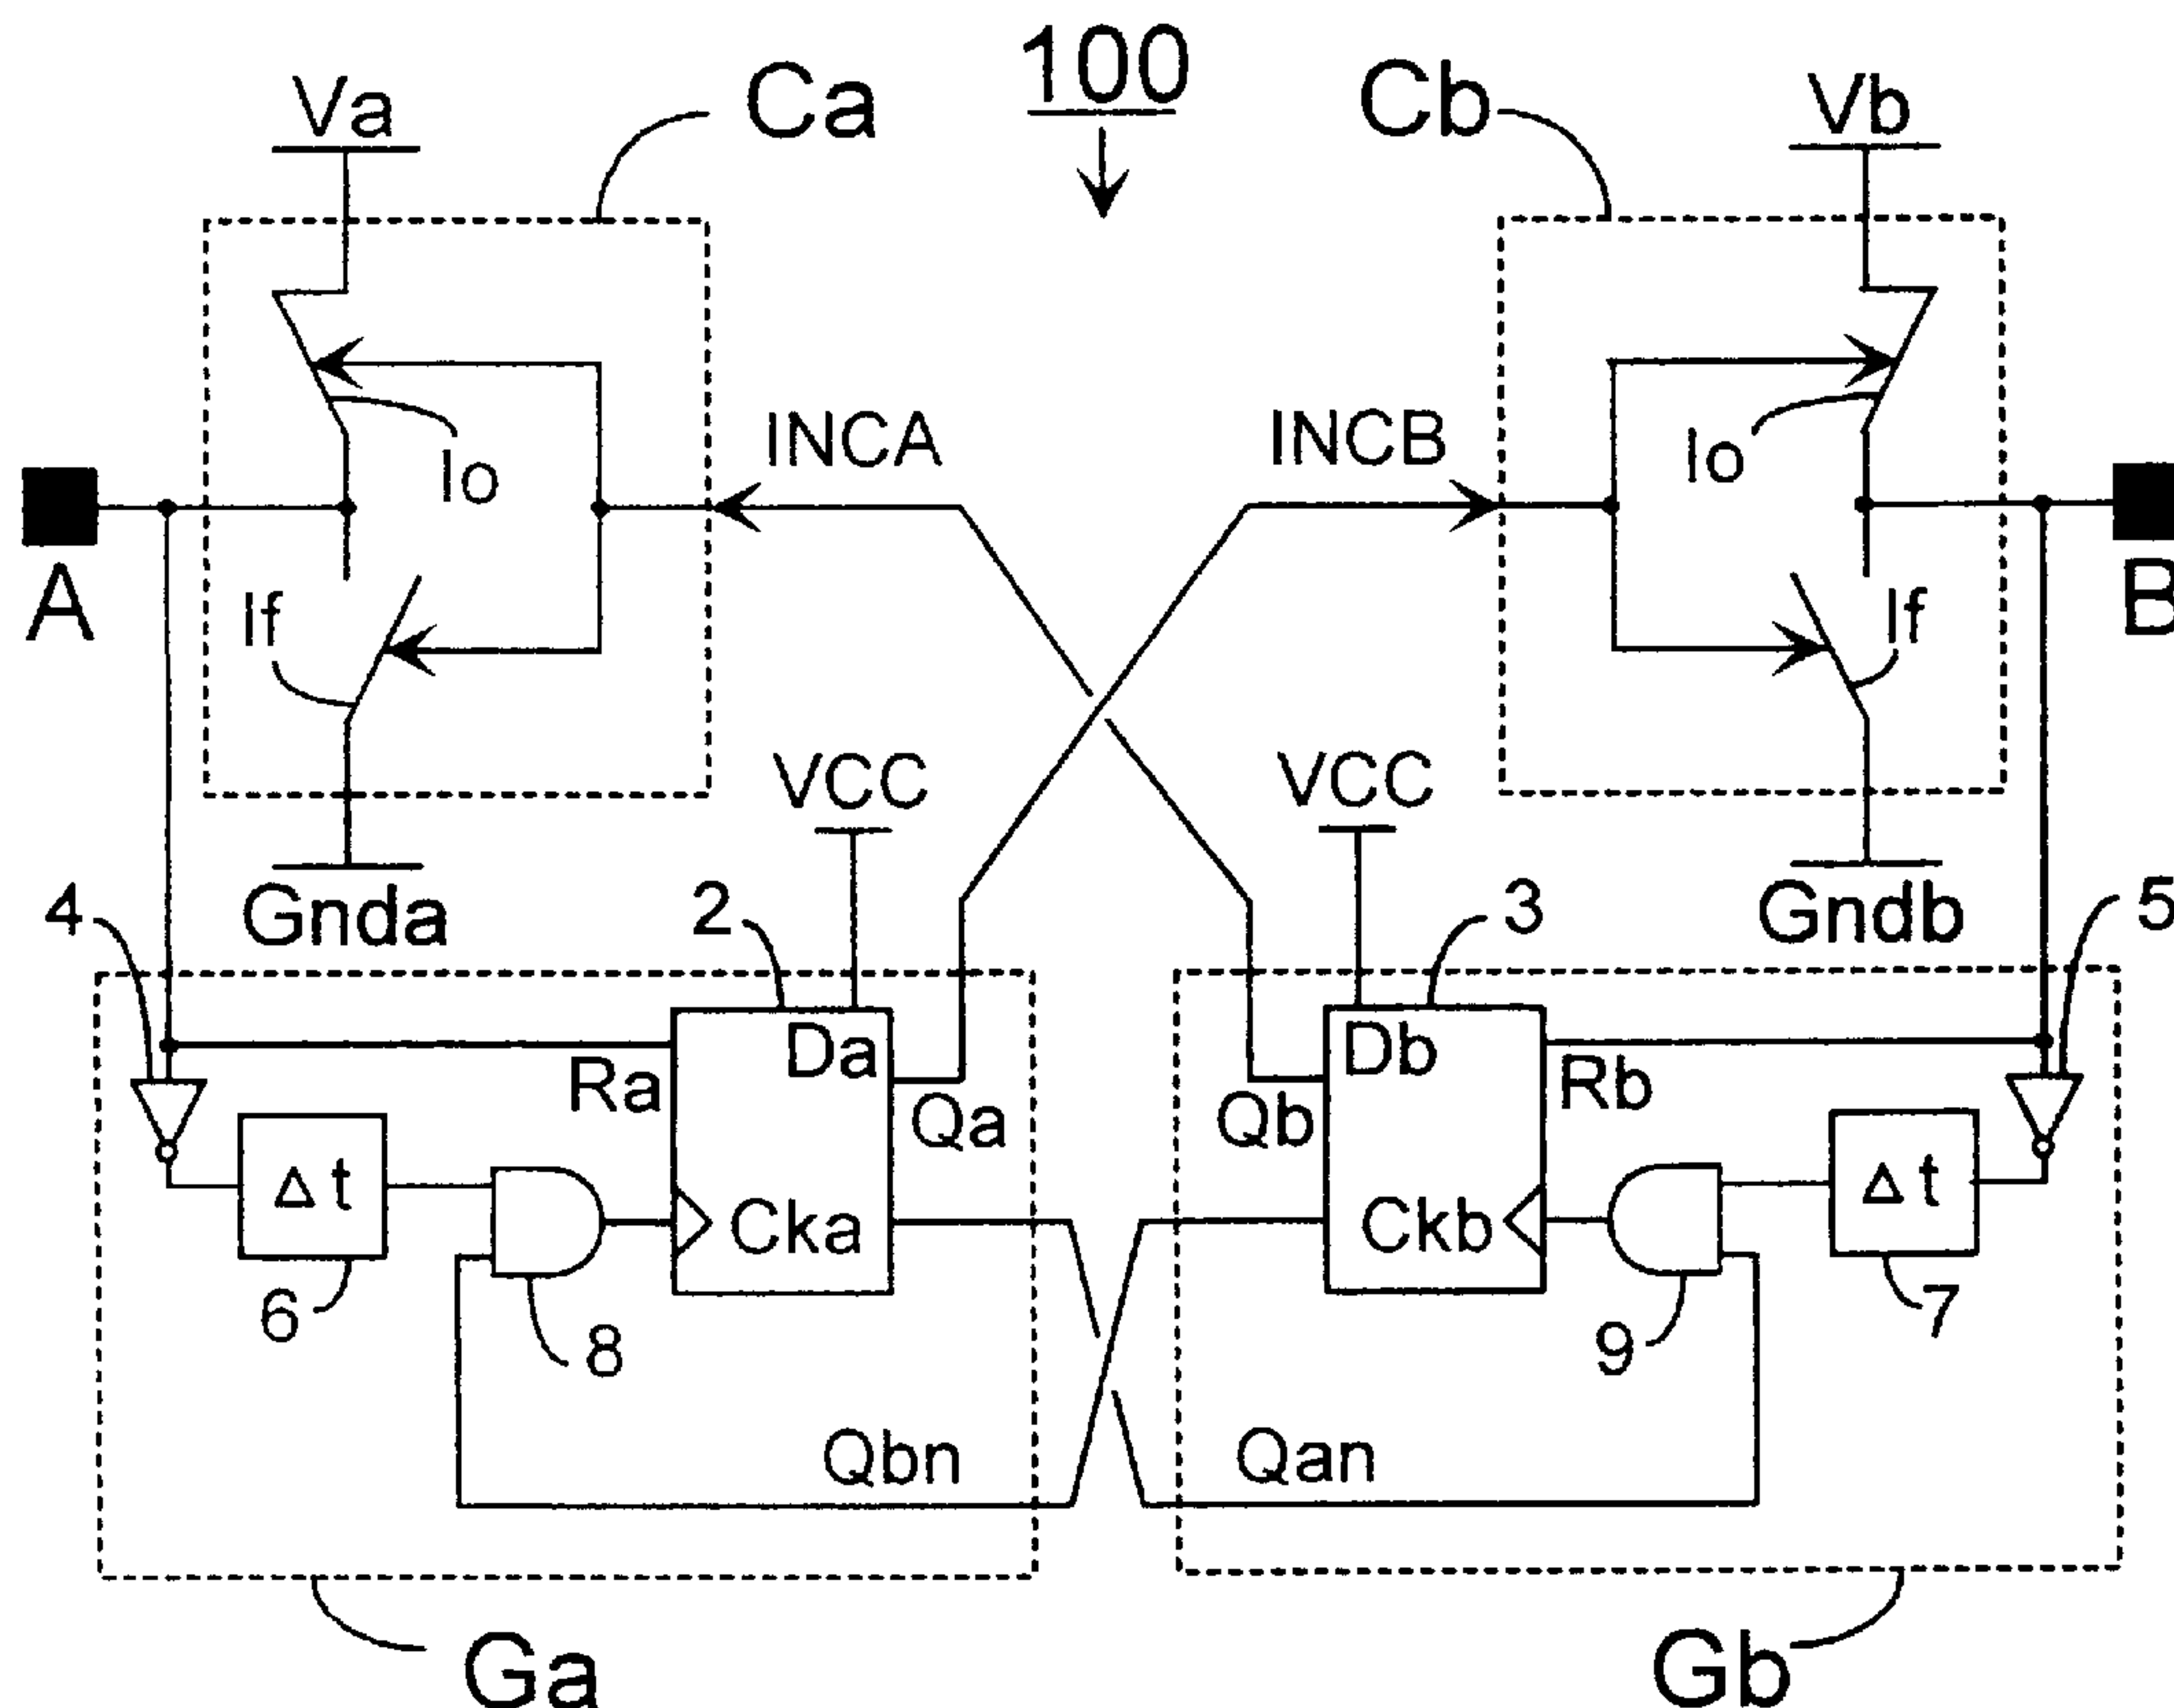 100
Va
Ca
Cb
Vb
INCA
INCB
Io
Io
A
If
If
B
VCC
VCC
4
Gnda
2
3
Gndb
5
Da
Db
Ra
Qa
Qb
Rb
Δt
Cka
Ckb
Δt
6
8
9
7
Qbn
Qan
Ga
Gb